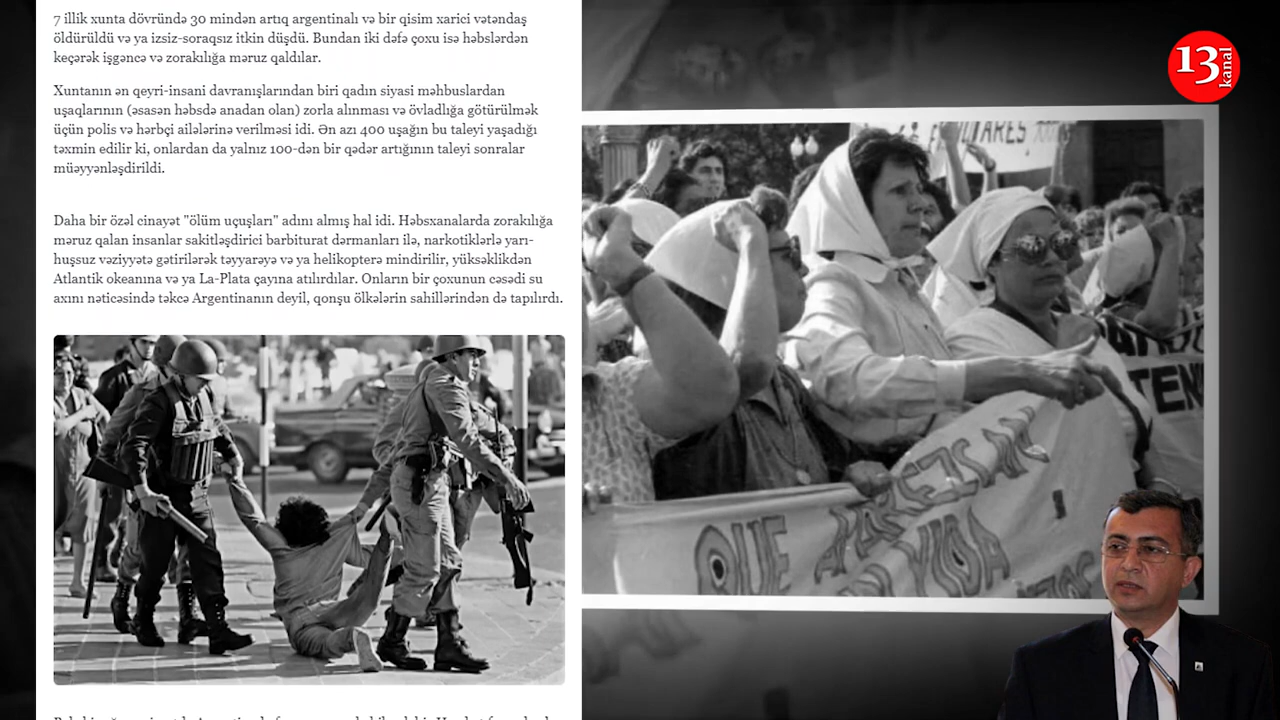 7 illik xunta dövründə 30 mindən artıq argentinalı və bir qisim xarici vətəndaş
öldürüldü və ya izsiz-soraqsız itkin düşdü. Bundan iki dəfə çoxu isə həbslərdən
keçərək işgəncə və zorakılığa məruz qaldılar.
Xuntanın ən qeyri-insani davranışlarından biri qadın siyasi məhbuslardan
uşaqlarının (əsasən həbsdə anadan olan) zorla alınması və övladlığa götürülmək
üçün polis və hərbçi ailələrinə verilməsi idi. Ən azı 400 uşağın bu taleyi yaşadığı
təxmin edilir ki, onlardan da yalnız 100-dən bir qədər artığının taleyi sonralar
müəyyənləşdirildi.
Daha bir özəl cinayət "ölüm uçuşları" adını almış hal idi. Həbsxanalarda zorakılığa
məruz qalan insanlar sakitləşdirici barbiturat dərmanları ilə, narkotiklərlə yarı-
huşsuz vəziyyətə gətirilərək təyyarəyə və ya helikopterə mindirilir, yüksəklikdən
Atlantik okeanına və ya La-Plata çayına atılırdılar. Onların bir çoxunun cəsədi su
axını nəticəsində təkcə Argentinanın deyil, qonşu ölkələrin sahillərindən də tapılırdı.
13 kanal
QUE APAREZCAN
VIDA